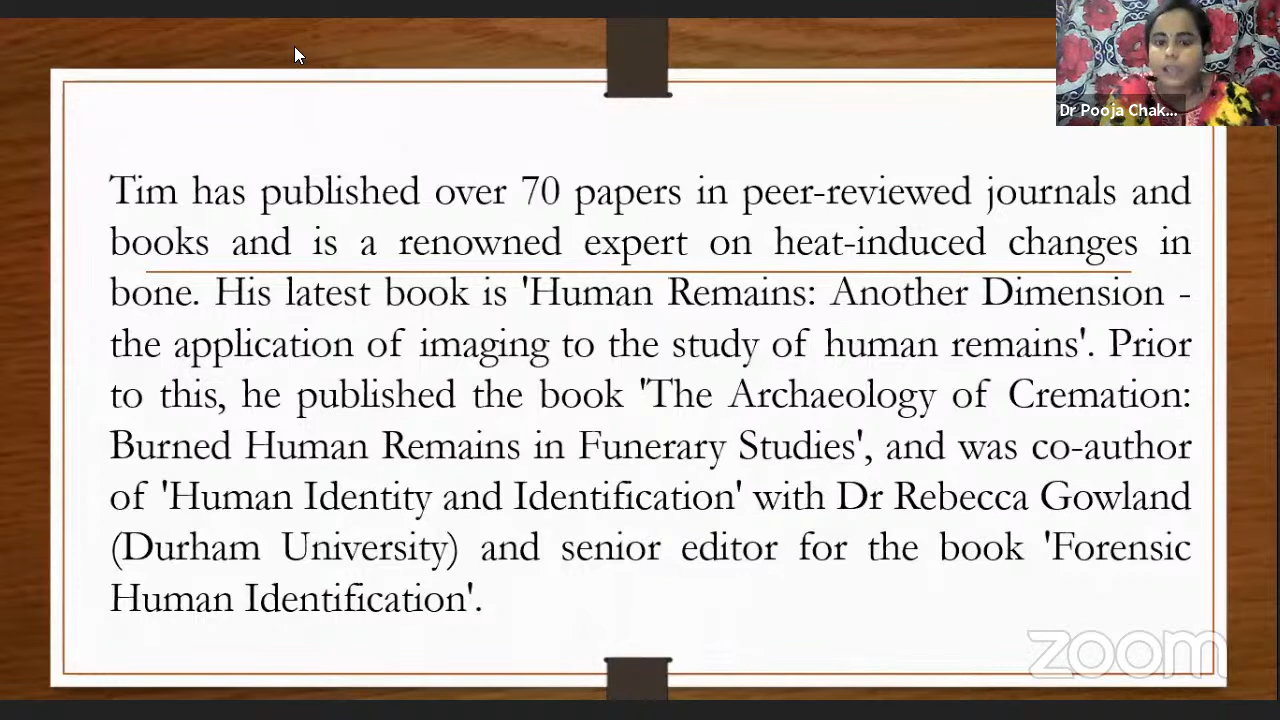 Dr Pooja Chak...
Tim has published over 70 papers in peer-reviewed journals and
books and is a renowned expert on heat-induced changes in
bone. His latest book is 'Human Remains: Another Dimension -
the application of imaging to the study of human remains'. Prior
to this, he published the book 'The Archaeology of Cremation:
Burned Human Remains in Funerary Studies', and was co-author
of 'Human Identity and Identification' with Dr Rebecca Gowland
(Durham University) and senior editor for the book 'Forensic
Human Identification'.
zoom